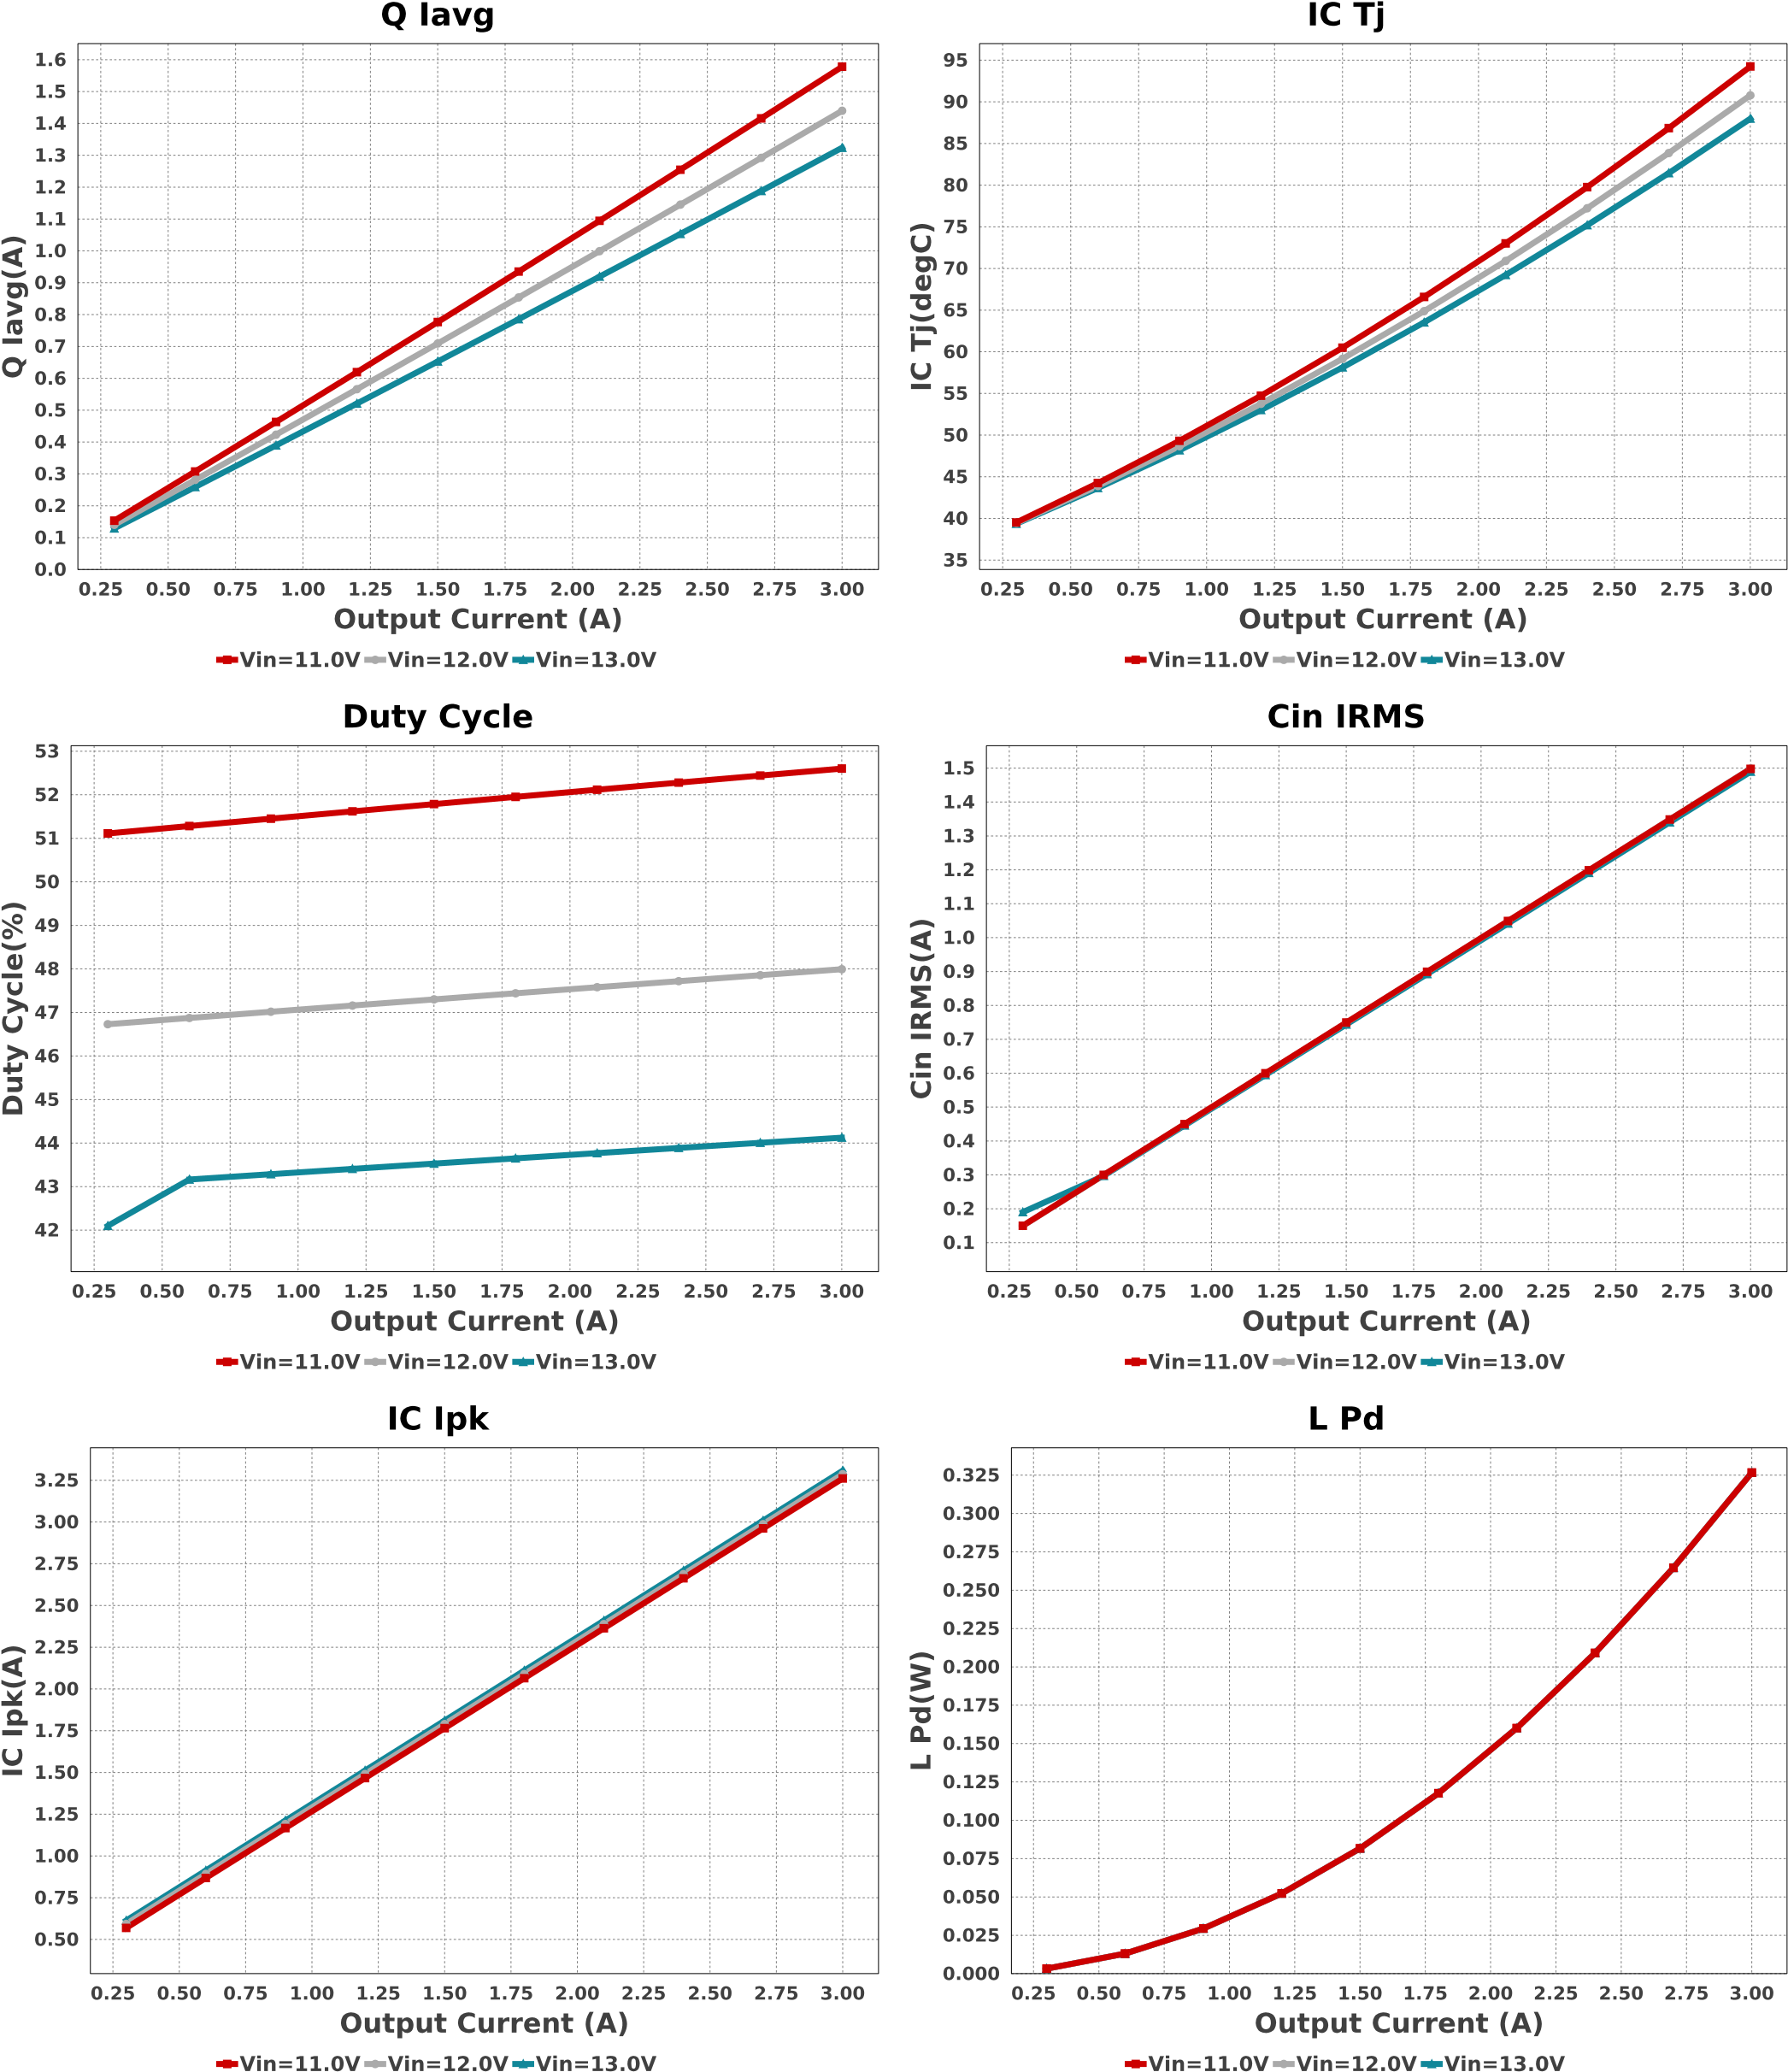 Q Iavg
1.6
1.5
1.4
1.3
1.2
1.1
1.0
0.9
0.8
0.7
0.6
0.5
0.4
0.3
0.2
0.1
0.0
Q Iavg(A)
0.25 0.50 0.75 1.00 1.25 1.50 1.75 2.00 2.25 2.50 2.75 3.00
Output Current (A)
Vin=11.0V Vin=12.0V Vin=13.0V
IC Tj
95
90
85
80
75
70
65
60
55
50
45
40
35
IC Tj(degC)
0.25 0.50 0.75 1.00 1.25 1.50 1.75 2.00 2.25 2.50 2.75 3.00
Output Current (A)
Vin=11.0V Vin=12.0V Vin=13.0V
Duty Cycle
53
52
51
50
49
48
47
46
45
44
43
42
Duty Cycle(%)
0.25 0.50 0.75 1.00 1.25 1.50 1.75 2.00 2.25 2.50 2.75 3.00
Output Current (A)
Vin=11.0V Vin=12.0V Vin=13.0V
Cin IRMS
1.5
1.4
1.3
1.2
1.1
1.0
0.9
0.8
0.7
0.6
0.5
0.4
0.3
0.2
0.1
Cin IRMS(A)
0.25 0.50 0.75 1.00 1.25 1.50 1.75 2.00 2.25 2.50 2.75 3.00
Output Current (A)
Vin=11.0V Vin=12.0V Vin=13.0V
IC Ipk
3.25
3.00
2.75
2.50
2.25
2.00
1.75
1.50
1.25
1.00
0.75
0.50
IC Ipk(A)
0.25 0.50 0.75 1.00 1.25 1.50 1.75 2.00 2.25 2.50 2.75 3.00
Output Current (A)
Vin=11.0V Vin=12.0V Vin=13.0V
L Pd
0.325
0.300
0.275
0.250
0.225
0.200
0.175
0.150
0.125
0.100
0.075
0.050
0.025
0.000
L Pd(W)
0.25 0.50 0.75 1.00 1.25 1.50 1.75 2.00 2.25 2.50 2.75 3.00
Output Current (A)
Vin=11.0V Vin=12.0V Vin=13.0V